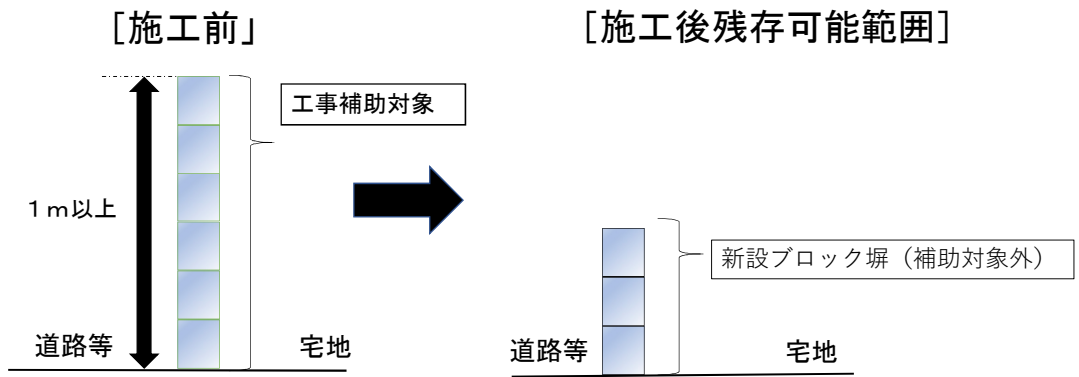 ［施工前」
［施工後残存可能範囲］
工事補助対象
１ｍ以上
新設ブロック塀（補助対象外）
道路等
宅地
道路等
宅地